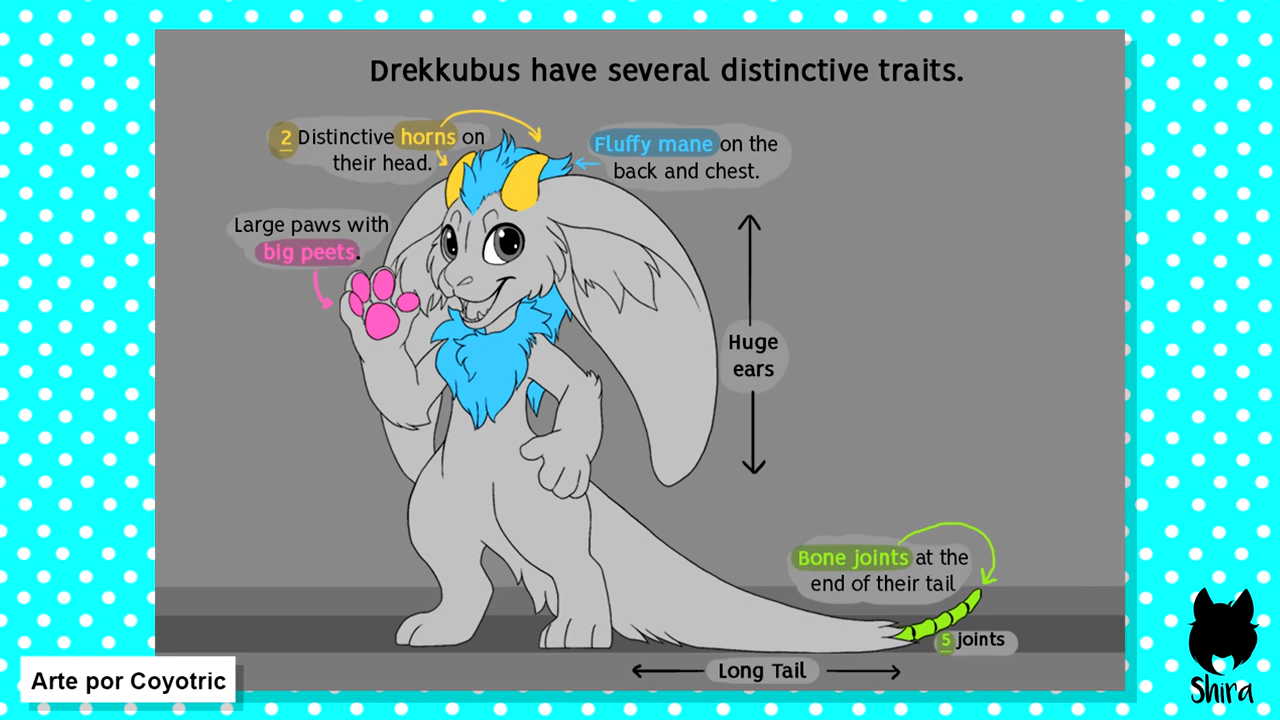 Drekkubus have several distinctive traits.
2 Distinctive horns on
their head.
Fluffy mane on the
back and chest.
Large paws with
big peets.
Huge
ears
Bone joints at the
end of their tail
5 joints
Long Tail
Arte por Coyotric
Shira